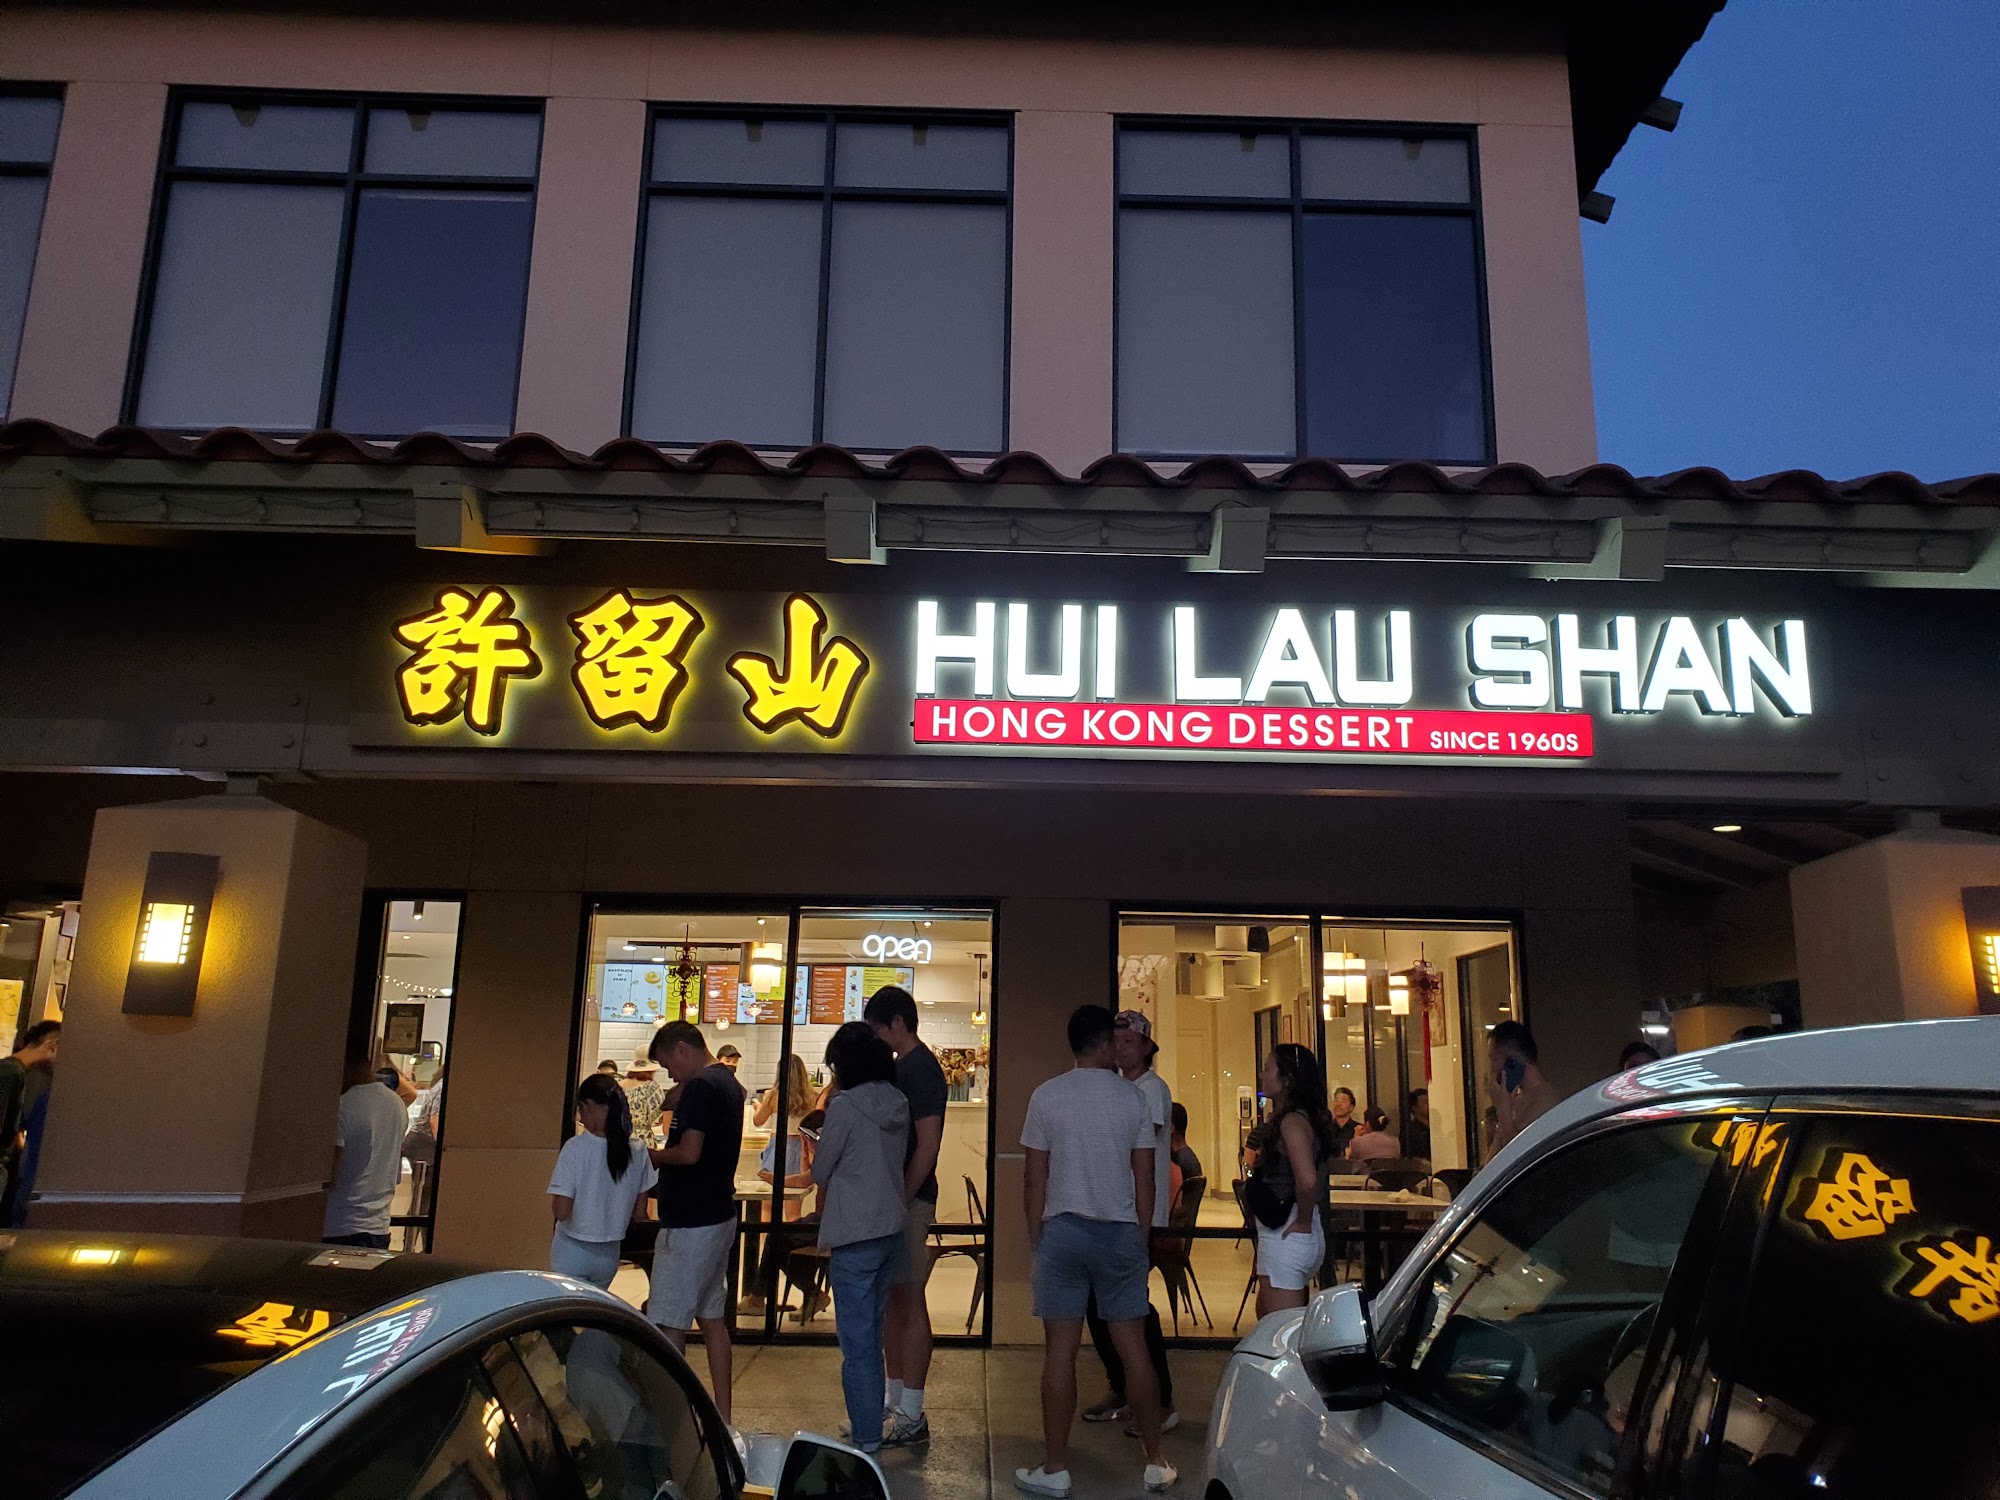 許留山 HUI LAU SHAN
HONG KONG DESSERT SINCE 1960S
open